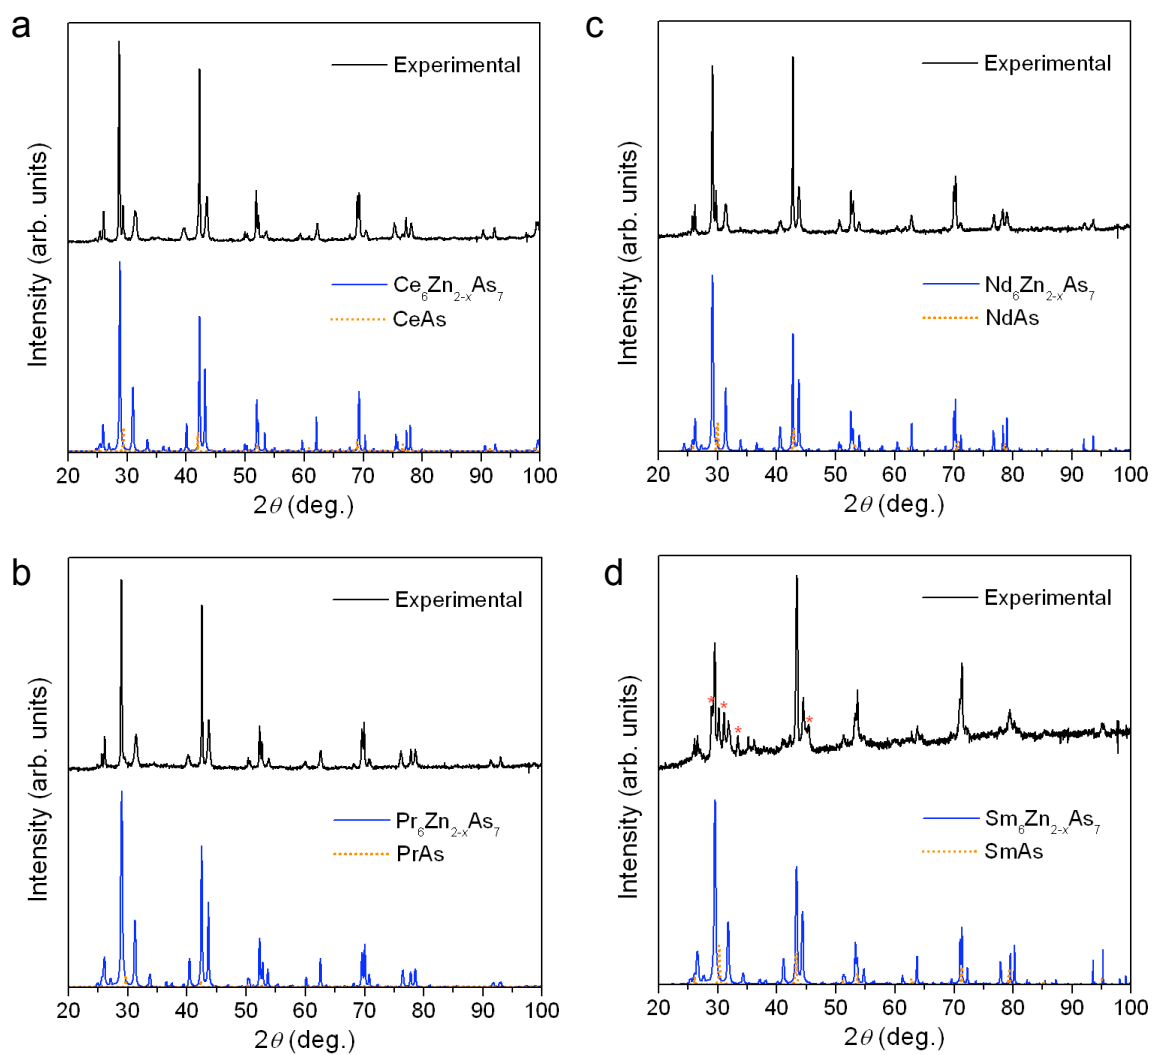 a
Experimental
Ce6Zn2-xAs7
CeAs
Intensity (arb. units)
20 30 40 50 60 70 80 90 100
2θ (deg.)
c
Experimental
Nd6Zn2-xAs7
NdAs
Intensity (arb. units)
20 30 40 50 60 70 80 90 100
2θ (deg.)
b
Experimental
Pr6Zn2-xAs7
PrAs
Intensity (arb. units)
20 30 40 50 60 70 80 90 100
2θ (deg.)
d
Experimental
* * * *
Sm6Zn2-xAs7
SmAs
Intensity (arb. units)
20 30 40 50 60 70 80 90 100
2θ (deg.)